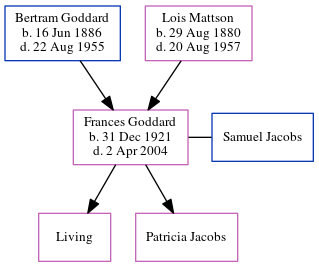 Bertram Goddard
b. 16 Jun 1886
d. 22 Aug 1955
Lois Mattson
b. 29 Aug 1880
d. 20 Aug 1957
Frances Goddard
b. 31 Dec 1921
d. 2 Apr 2004
Samuel Jacobs
Living
Patricia Jacobs